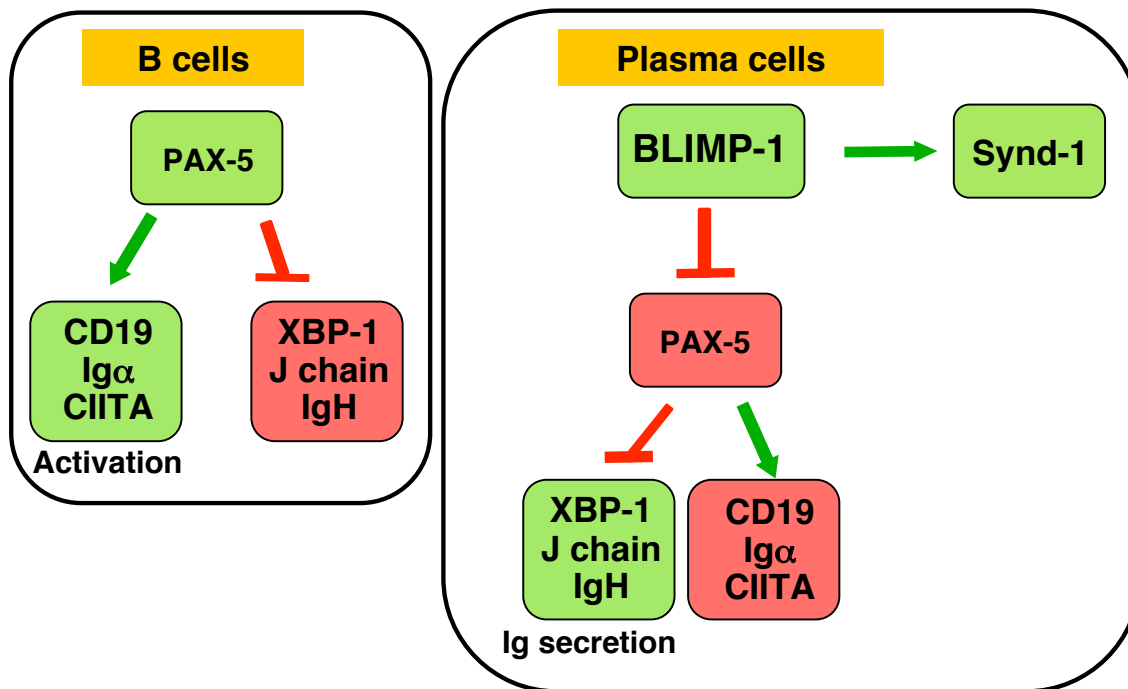 B cells
PAX-5
CD19
Igα
CIITA
Activation
XBP-1
J chain
IgH
Plasma cells
BLIMP-1
Synd-1
PAX-5
XBP-1
J chain
IgH
Ig secretion
CD19
Igα
CIITA